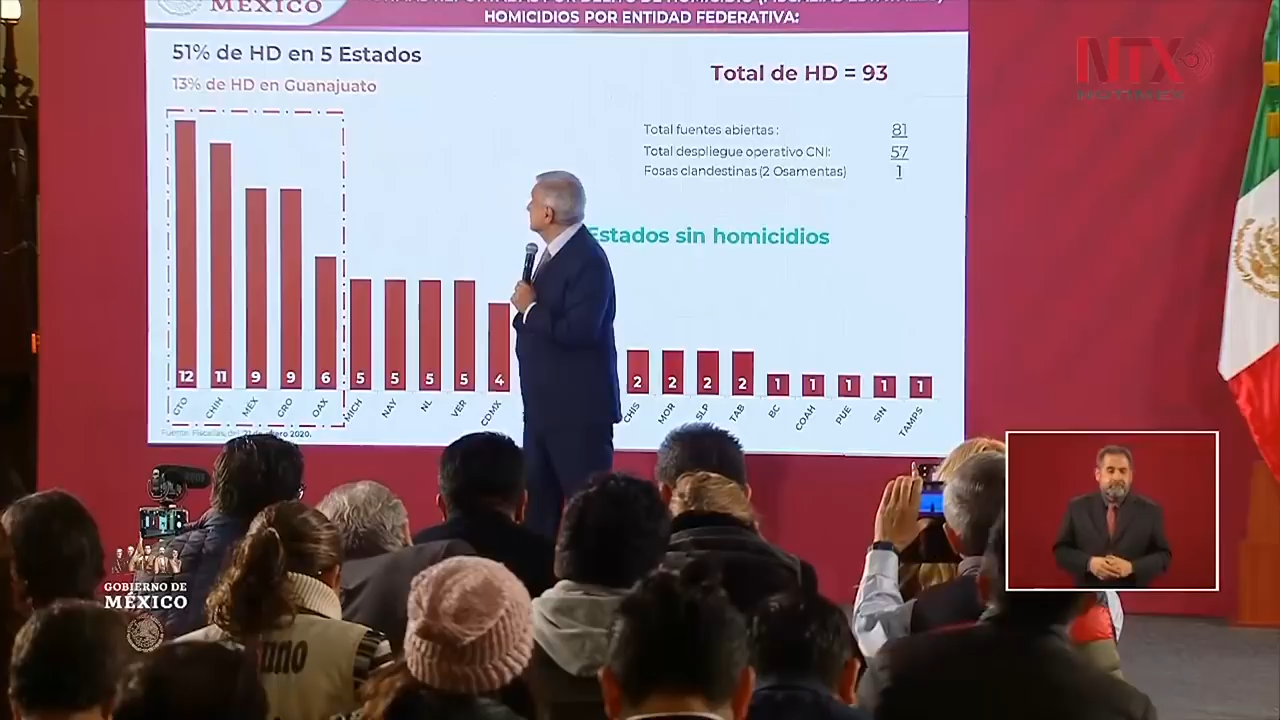 MÉXICO
HOMICIDIOS POR ENTIDAD FEDERATIVA:
51% de HD en 5 Estados
13% de HD en Guanajuato
Total de HD = 93
NTX
Total fuentes abiertas : 81
Total despliegue operativo CNI: 57
Fosas clandestinas (2 Osamentas) 1
Estados sin homicidios
12 11 9 9 6 5 5 5 5 4 2 2 2 2 1 1 1 1 1
GTO CHIH MEX GRO OAX MICH NAY NL VER CDMX CHIS MOR SLP TAB BC COAH PUE SIN TAMPS
2020.
GOBIERNO DE
MÉXICO
uno